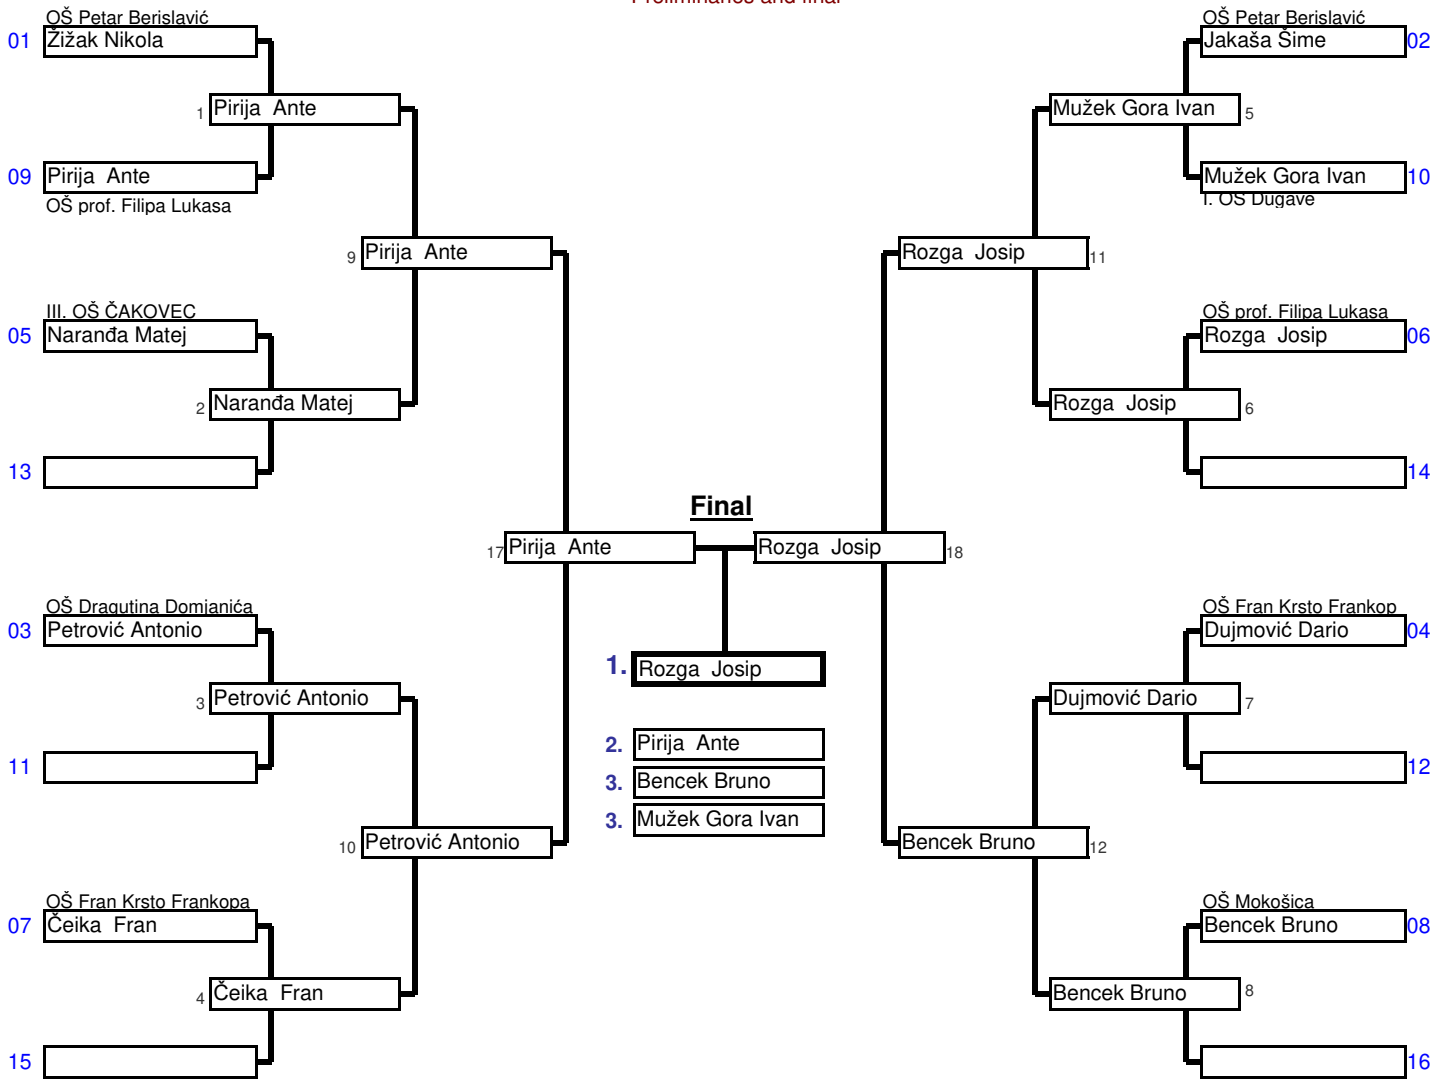 Preliminaries and final
OŠ Petar Berislavić
01 Žižak Nikola
1 Pirija Ante
09 Pirija Ante
OŠ prof. Filipa Lukasa
9 Pirija Ante
III. OŠ ČAKOVEC
05 Naranđa Matej
2 Naranđa Matej
13
17 Pirija Ante
OŠ Dragutina Domjanića
03 Petrović Antonio
3 Petrović Antonio
11
10 Petrović Antonio
OŠ Fran Krsto Frankopa
07 Čeika Fran
4 Čeika Fran
15
Final
1. Rozga Josip
2. Pirija Ante
3. Bencek Bruno
3. Mužek Gora Ivan
OŠ Petar Berislavić
Jakaša Šime 02
Mužek Gora Ivan 5
Mužek Gora Ivan 10
I. OŠ Dugave
Rozga Josip 11
OŠ prof. Filipa Lukasa
Rozga Josip 06
Rozga Josip 6
14
Rozga Josip 18
OŠ Fran Krsto Frankop
Dujmović Dario 04
Dujmović Dario 7
12
Bencek Bruno 12
OŠ Mokošica
Bencek Bruno 08
Bencek Bruno 8
16